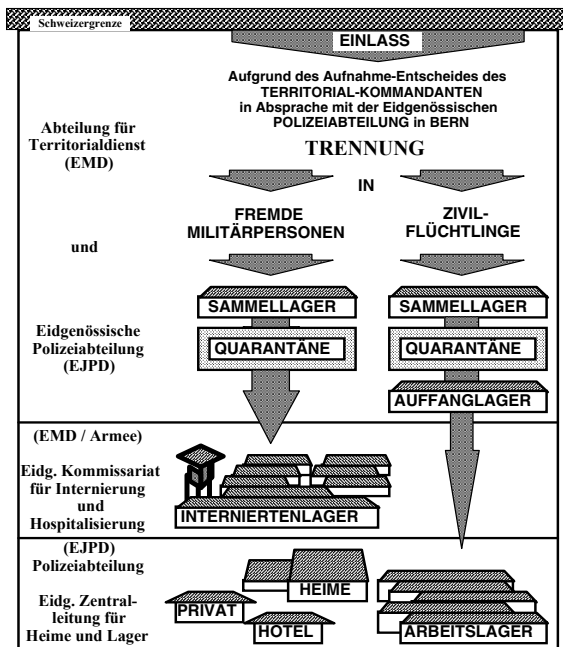 Schweizergrenze
EINLASS
Aufgrund des Aufnahme-Entscheides des
TERRITORIAL-KOMMANDANTEN
in Absprache mit der Eidgenössischen
POLIZEIABTEILUNG in BERN
Abteilung für
Territorialdienst
(EMD)
TRENNUNG
IN
FREMDE
MILITÄRPERSONEN
ZIVIL-
FLÜCHTLINGE
und
SAMMELLAGER
SAMMELLAGER
Eidgenössische
Polizeiabteilung
(EJPD)
QUARANTÄNE
QUARANTÄNE
AUFFANGLAGER
(EMD / Armee)
Eidg. Kommissariat
für Internierung
und
Hospitalisierung
INTERNIERTENLAGER
(EJPD)
Polizeiabteilung
Eidg. Zentral-
leitung für
Heime und Lager
HEIME
PRIVAT
HOTEL
ARBEITSLAGER